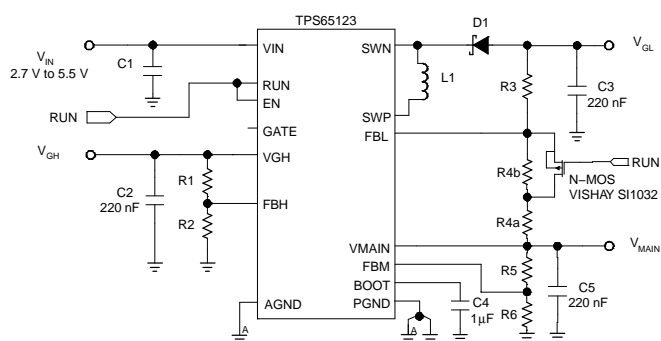 TPS65123
V_IN
2.7 V to 5.5 V
C1
VIN
SWN
D1
V_GL
RUN
RUN
EN
L1
R3
C3
220 nF
SWP
GATE
FBL
V_GH
VGH
R1
R4b
RUN
N−MOS
VISHAY SI1032
C2
220 nF
FBH
R2
R4a
VMAIN
V_MAIN
FBM
R5
BOOT
C4
1µF
C5
220 nF
AGND
PGND
R6
A
A